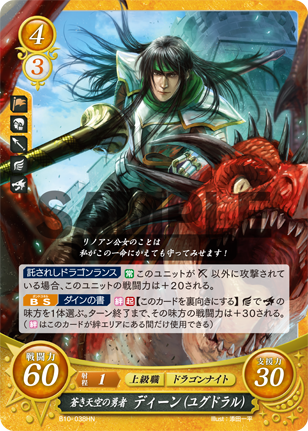 4
3
リノアン公女のことは
私がこの一命にかえても守ってみせます!
託されしドラゴンランス 常 このユニットが 以外に攻撃されて
いる場合、このユニットの戦闘力は+20される。
BS ダインの書 絆 起 【このカードを裏向きにする】 で の
味方を1体選ぶ。ターン終了まで、その味方の戦闘力は+30される。
(絆はこのカードが絆エリアにある間だけ使用できる)
戦闘力
60
射程 1 上級職 ドラゴンナイト
支援力
30
蒼き天空の勇者 ディーン(ユグドラル)
B10-038HN